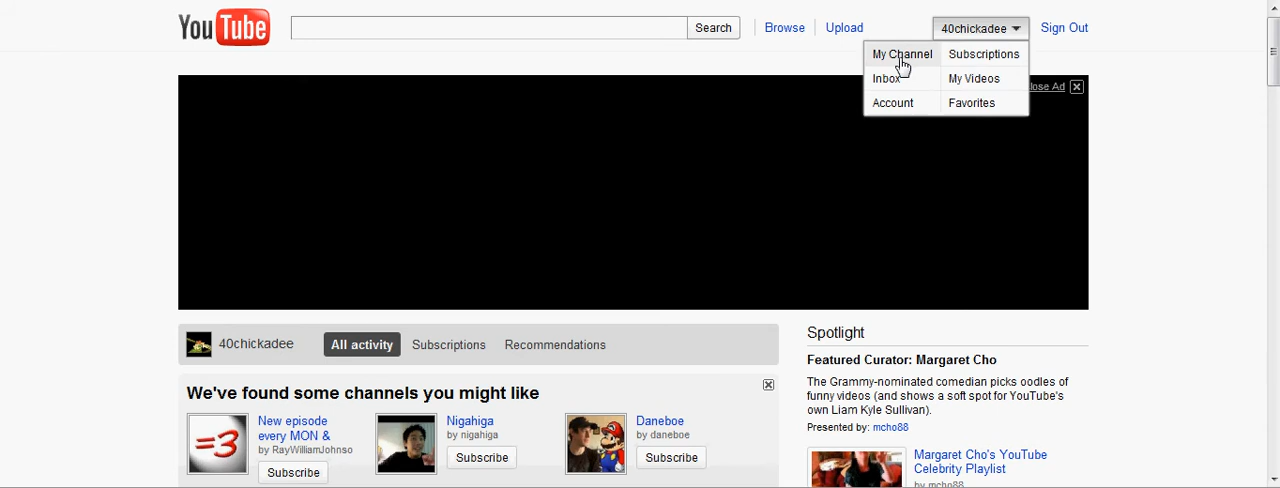 YouTube Search Browse Upload 40chickadee Sign Out
My Channel Subscriptions
Inbox My Videos
lose Ad
Account Favorites
40chickadee All activity Subscriptions Recommendations
We've found some channels you might like
=3
New episode
every MON &
by RayWilliamJohnso
Subscribe
Nigahiga
by nigahiga
Subscribe
Daneboe
by daneboe
Subscribe
Spotlight
Featured Curator: Margaret Cho
The Grammy-nominated comedian picks oodles of
funny videos (and shows a soft spot for YouTube's
own Liam Kyle Sullivan).
Presented by: mcho88
Margaret Cho's YouTube
Celebrity Playlist
by mcho88